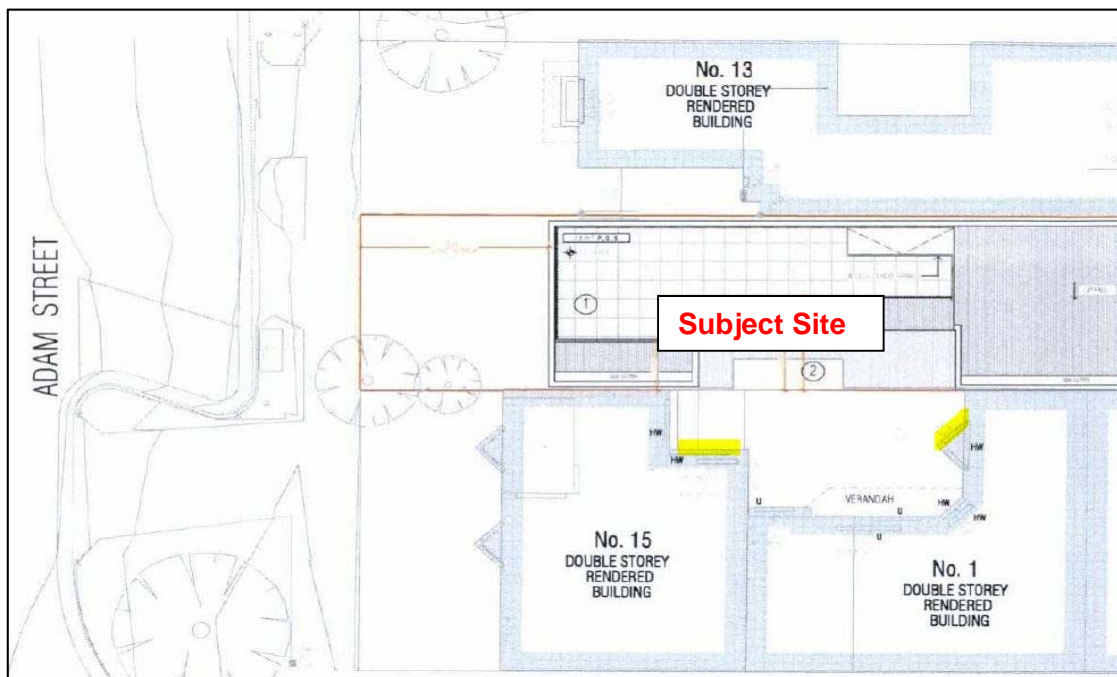 No. 13
DOUBLE STOREY
RENDERED
BUILDING
ADAM STREET
P.O.S
1
Subject Site
2
HW
HW
HW
U
VERANDAH
HW
HW
U
U
No. 15
DOUBLE STOREY
RENDERED
BUILDING
No. 1
DOUBLE STOREY
RENDERED
BUILDING